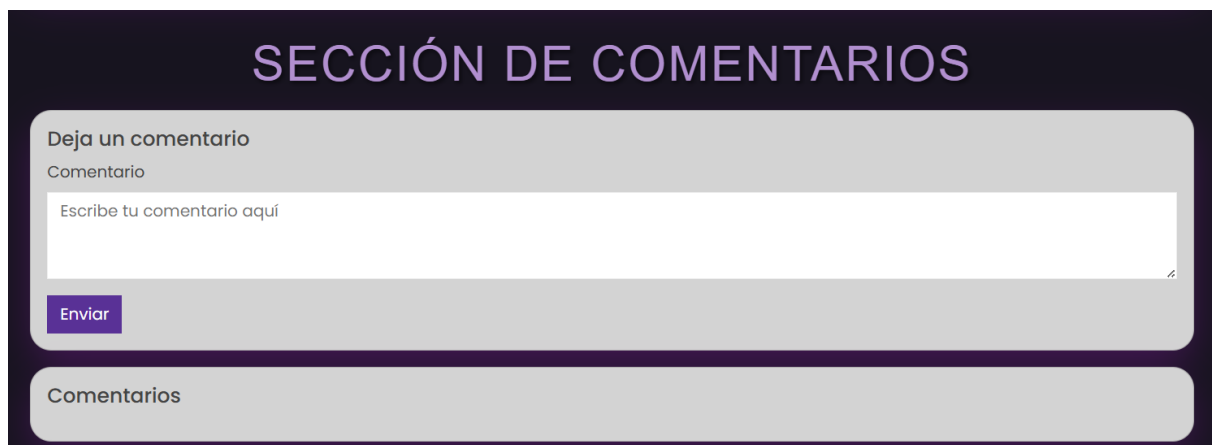 SECCIÓN DE COMENTARIOS
Deja un comentario
Comentario
Escribe tu comentario aquí
Enviar
Comentarios